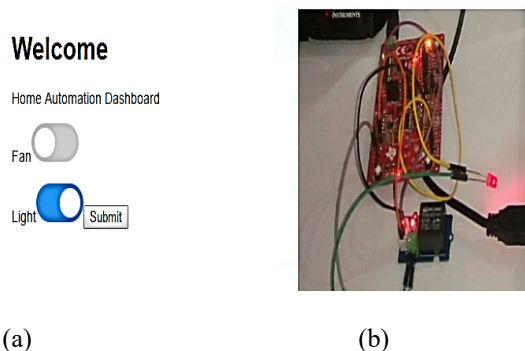 Welcome
Home Automation Dashboard
Fan
Light Submit
INSTRUMENTS
(a) (b)